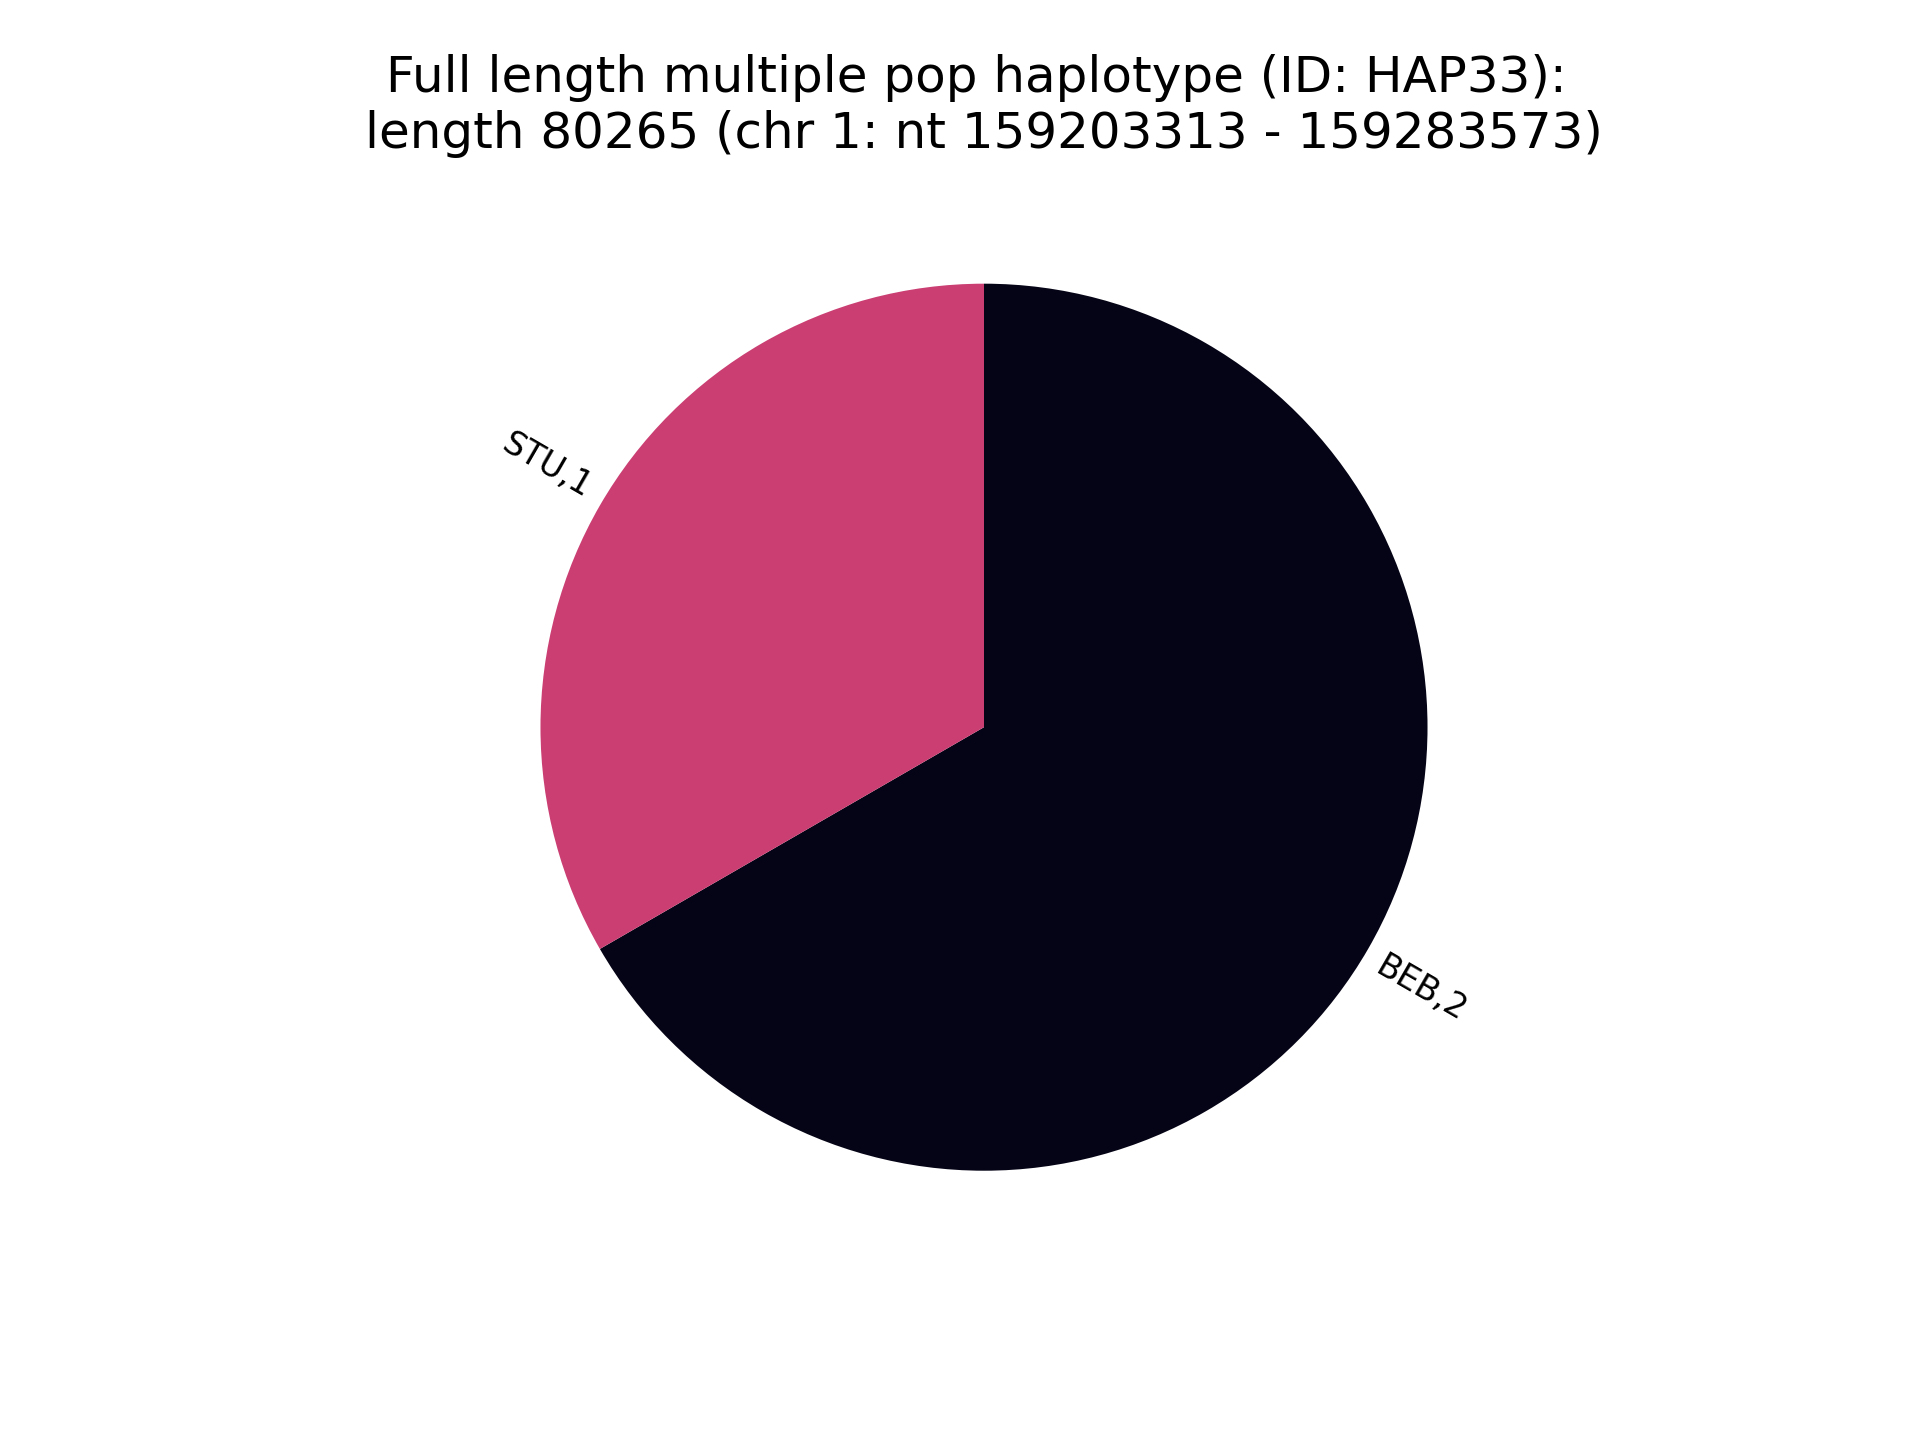 Full length multiple pop haplotype (ID: HAP33):
length 80265 (chr 1: nt 159203313 - 159283573)
STU,1
BEB,2